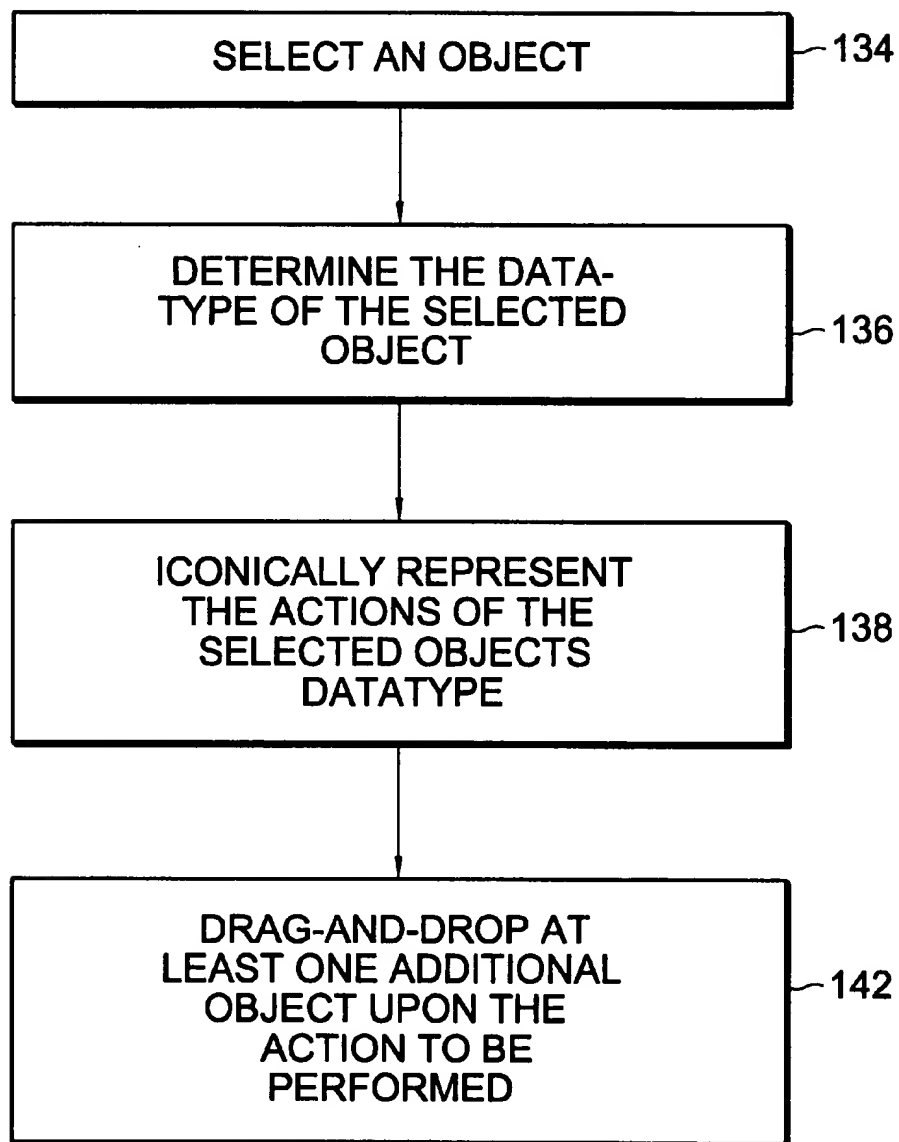 SELECT AN OBJECT
134
DETERMINE THE DATA-
TYPE OF THE SELECTED
OBJECT
136
ICONICALLY REPRESENT
THE ACTIONS OF THE
SELECTED OBJECTS
DATATYPE
138
DRAG-AND-DROP AT
LEAST ONE ADDITIONAL
OBJECT UPON THE
ACTION TO BE
PERFORMED
142